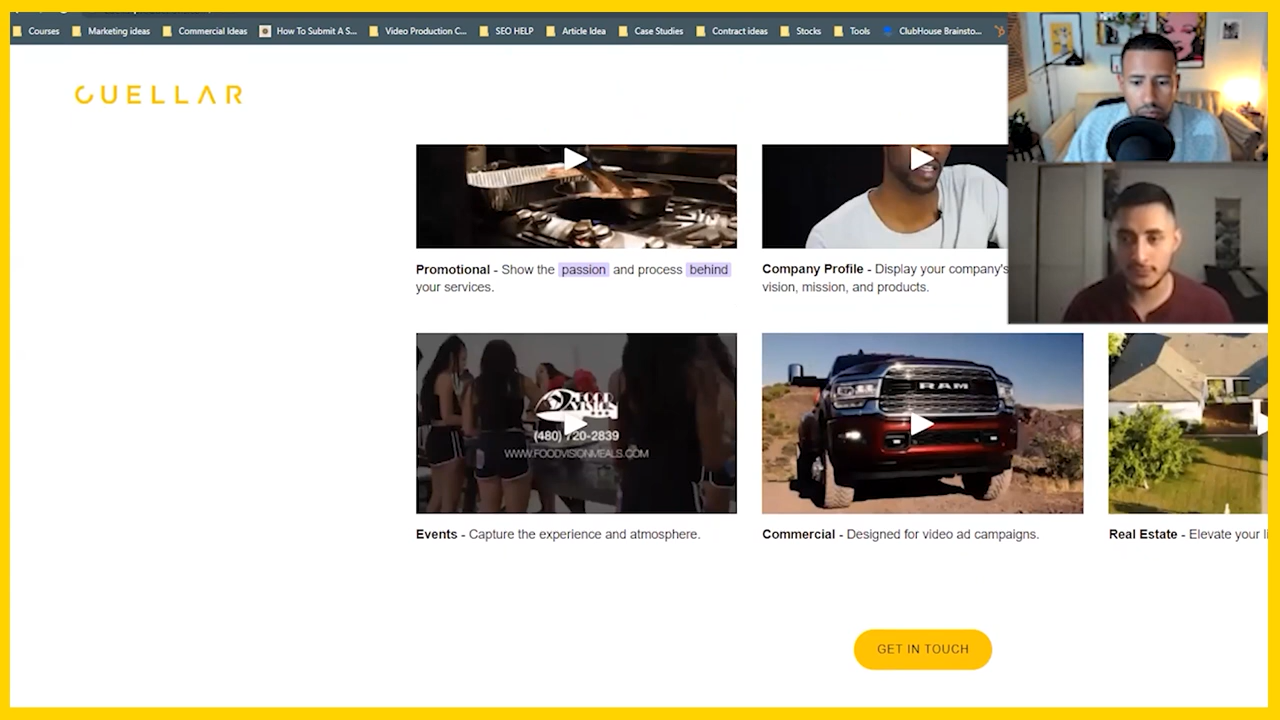 Courses
Marketing ideas
Commercial Ideas
How To Submit A S...
Video Production C...
SEO HELP
Article Idea
Case Studies
Contract ideas
Stocks
Tools
ClubHouse Brainsto...
CUELLAR
Promotional - Show the passion and process behind
your services.
Company Profile - Display your company's
vision, mission, and products.
FOOD
VISION
(480) 720-2839
WWW.FOODVISIONMEALS.COM
RAM
Events - Capture the experience and atmosphere.
Commercial - Designed for video ad campaigns.
Real Estate - Elevate your
GET IN TOUCH